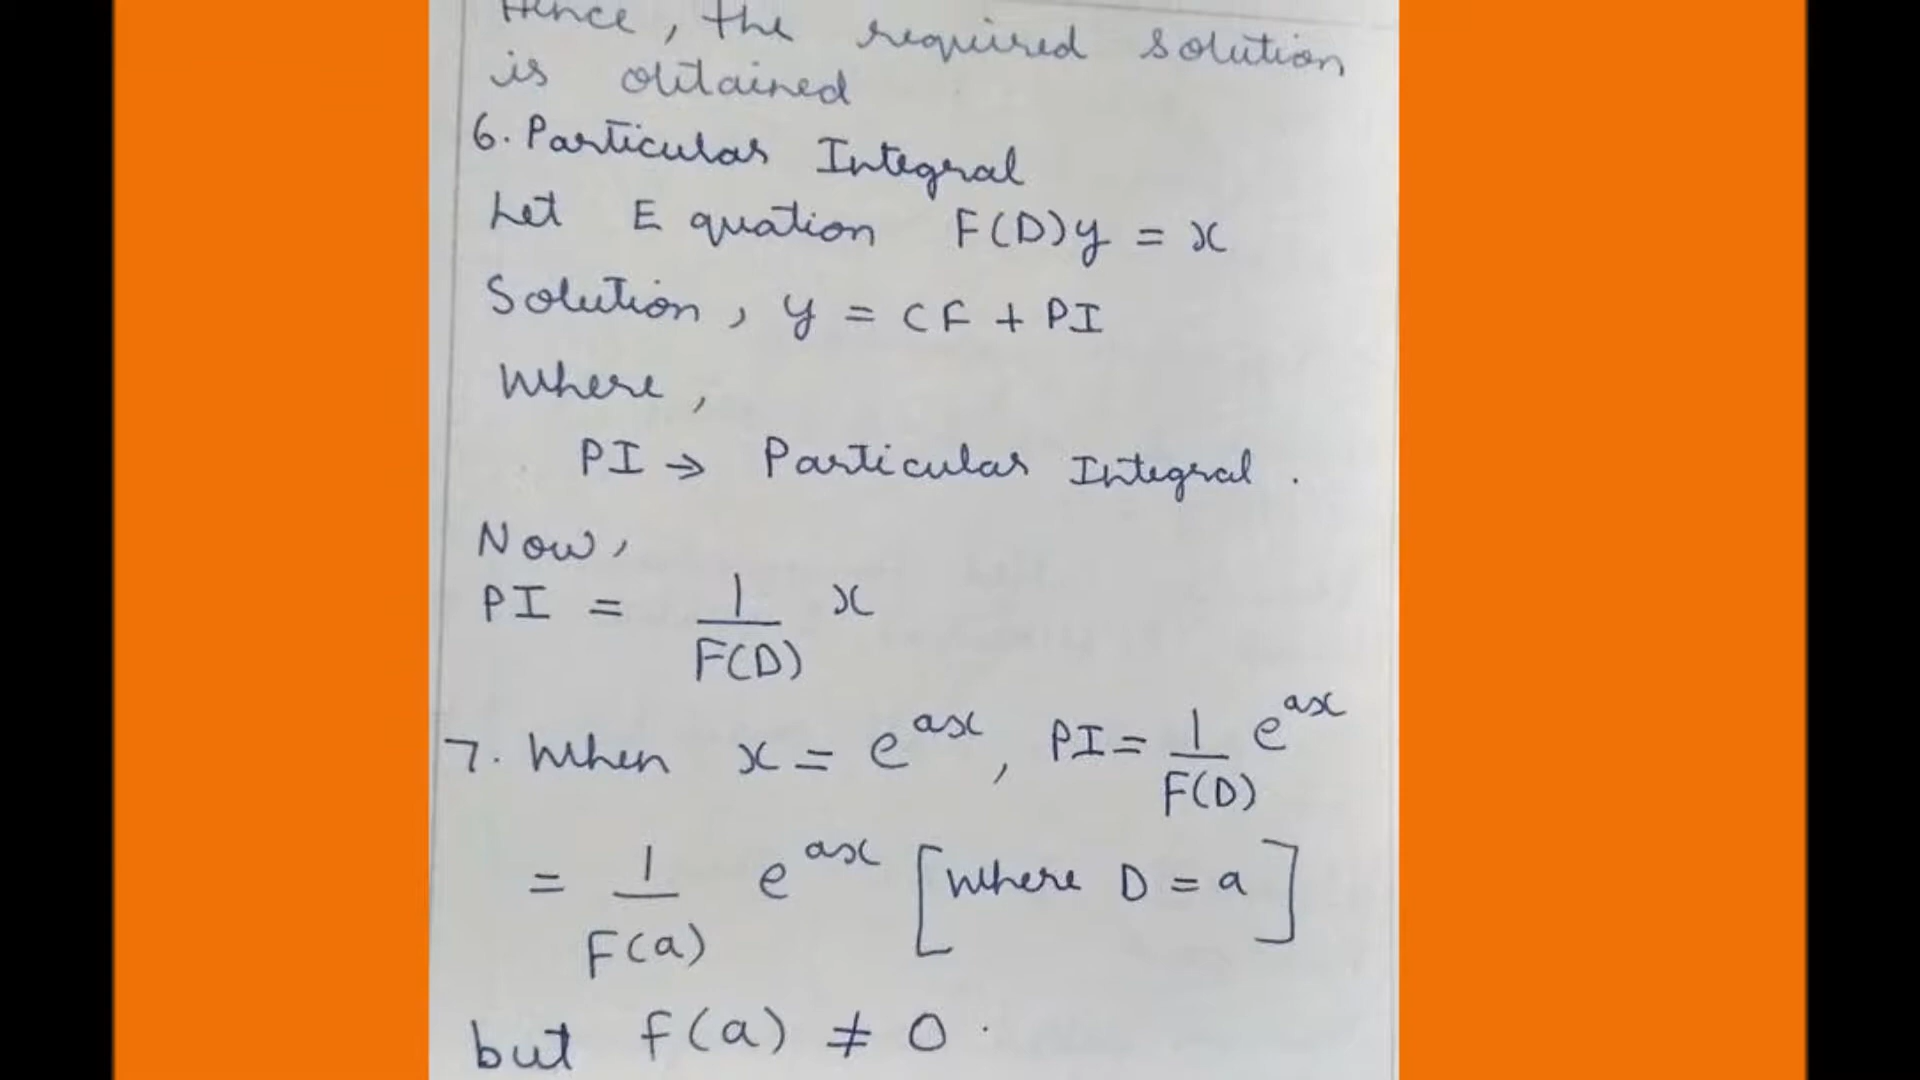 Hence, the required solution
is obtained
6. Particular Integral
Let Equation F(D)y = x
Solution, y = CF + PI
Where,
PI → Particular Integral.
Now,
PI = 1/F(D) x
7. When x = e^ax, PI = 1/F(D) e^ax
= 1/F(a) e^ax [where D = a]
but f(a) ≠ 0.